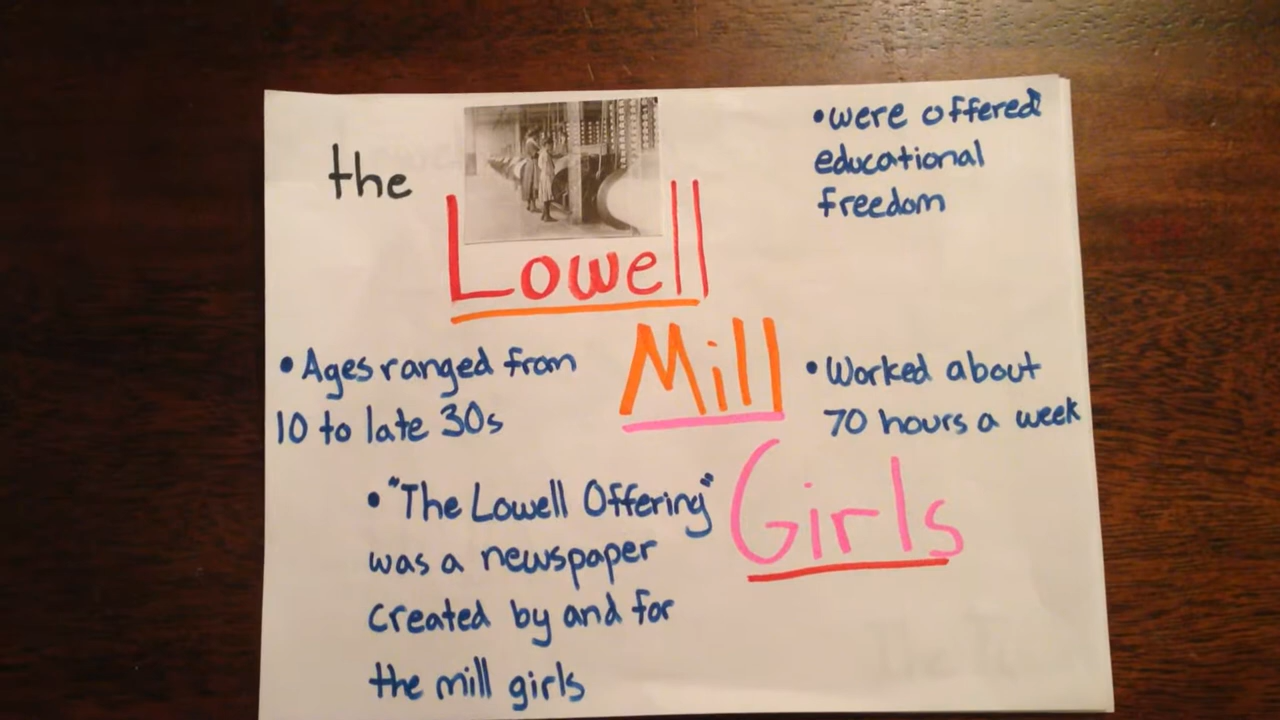 the
Lowell
Mill
Girls
• were offered
educational
freedom
• Ages ranged from
10 to late 30s
• Worked about
70 hours a week
• "The Lowell Offering"
was a newspaper
created by and for
the mill girls